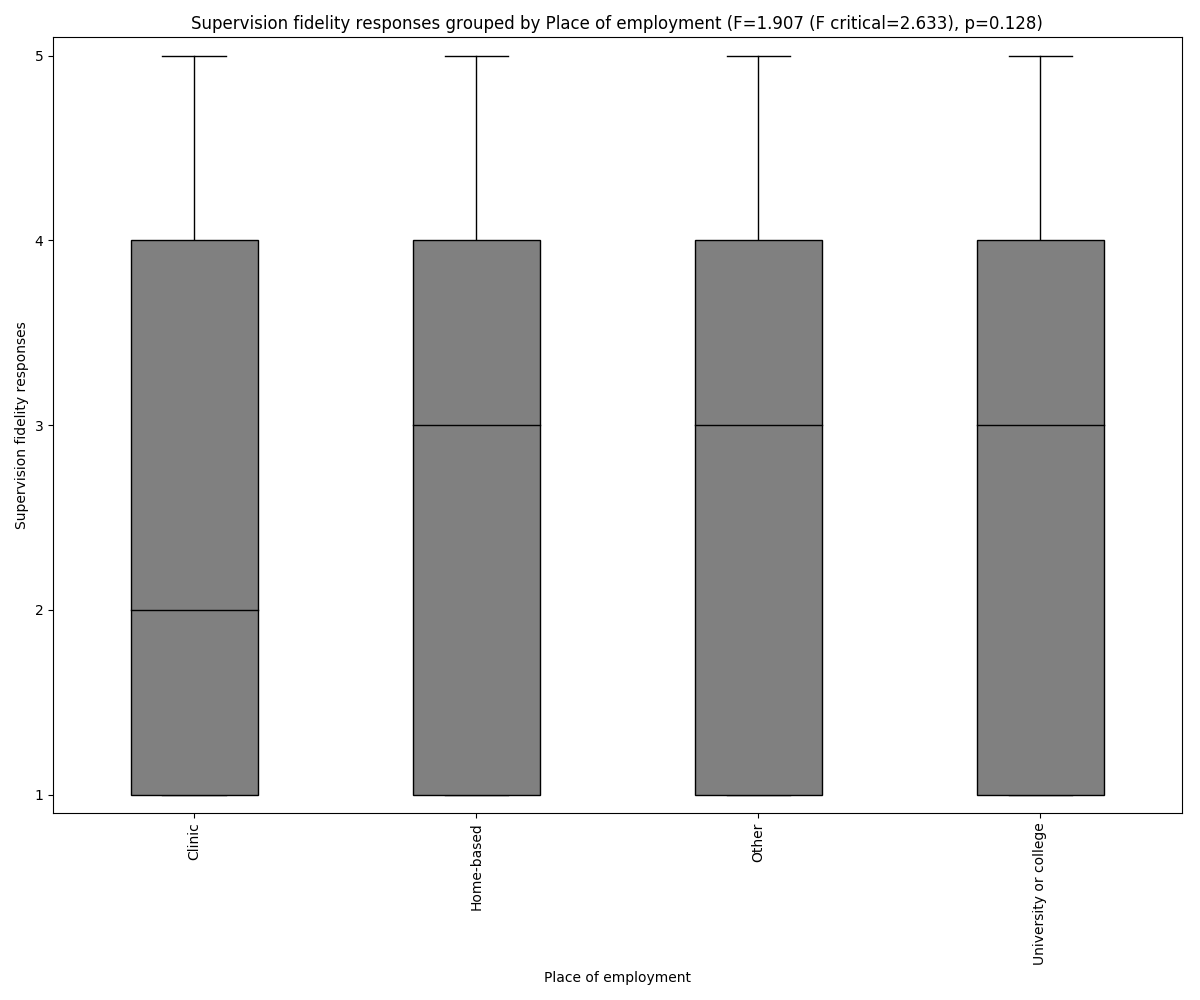 Supervision fidelity responses grouped by Place of employment (F=1.907 (F critical=2.633), p=0.128)
Supervision fidelity responses
5
4
3
2
1
Clinic
Home-based
Other
University or college
Place of employment